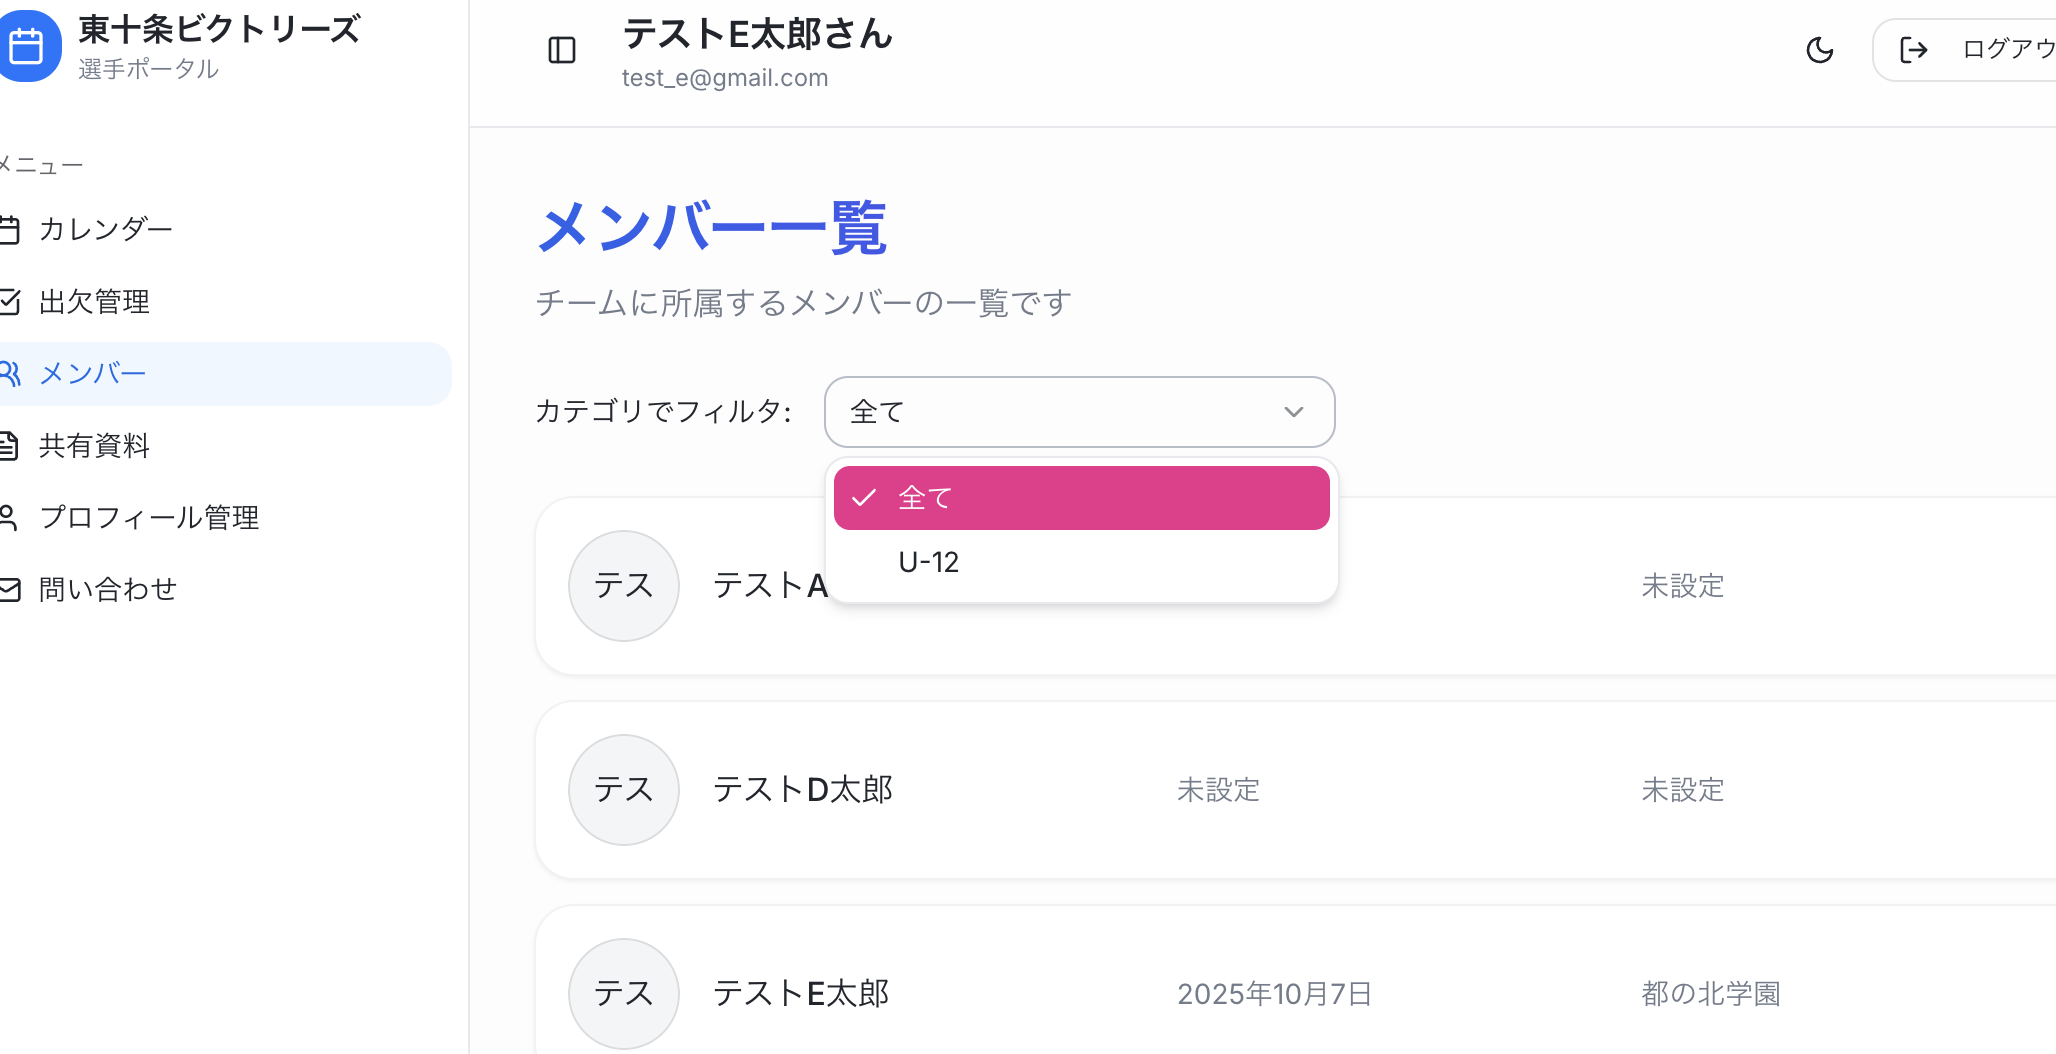 東十条ビクトリーズ
選手ポータル
テストE太郎さん
test_e@gmail.com
ログアウ
メニュー
カレンダー
出欠管理
メンバー
共有資料
プロフィール管理
問い合わせ
メンバー一覧
チームに所属するメンバーの一覧です
カテゴリでフィルタ: 全て
全て
U-12
テス テストA 未設定
テス テストD太郎 未設定 未設定
テス テストE太郎 2025年10月7日 都の北学園